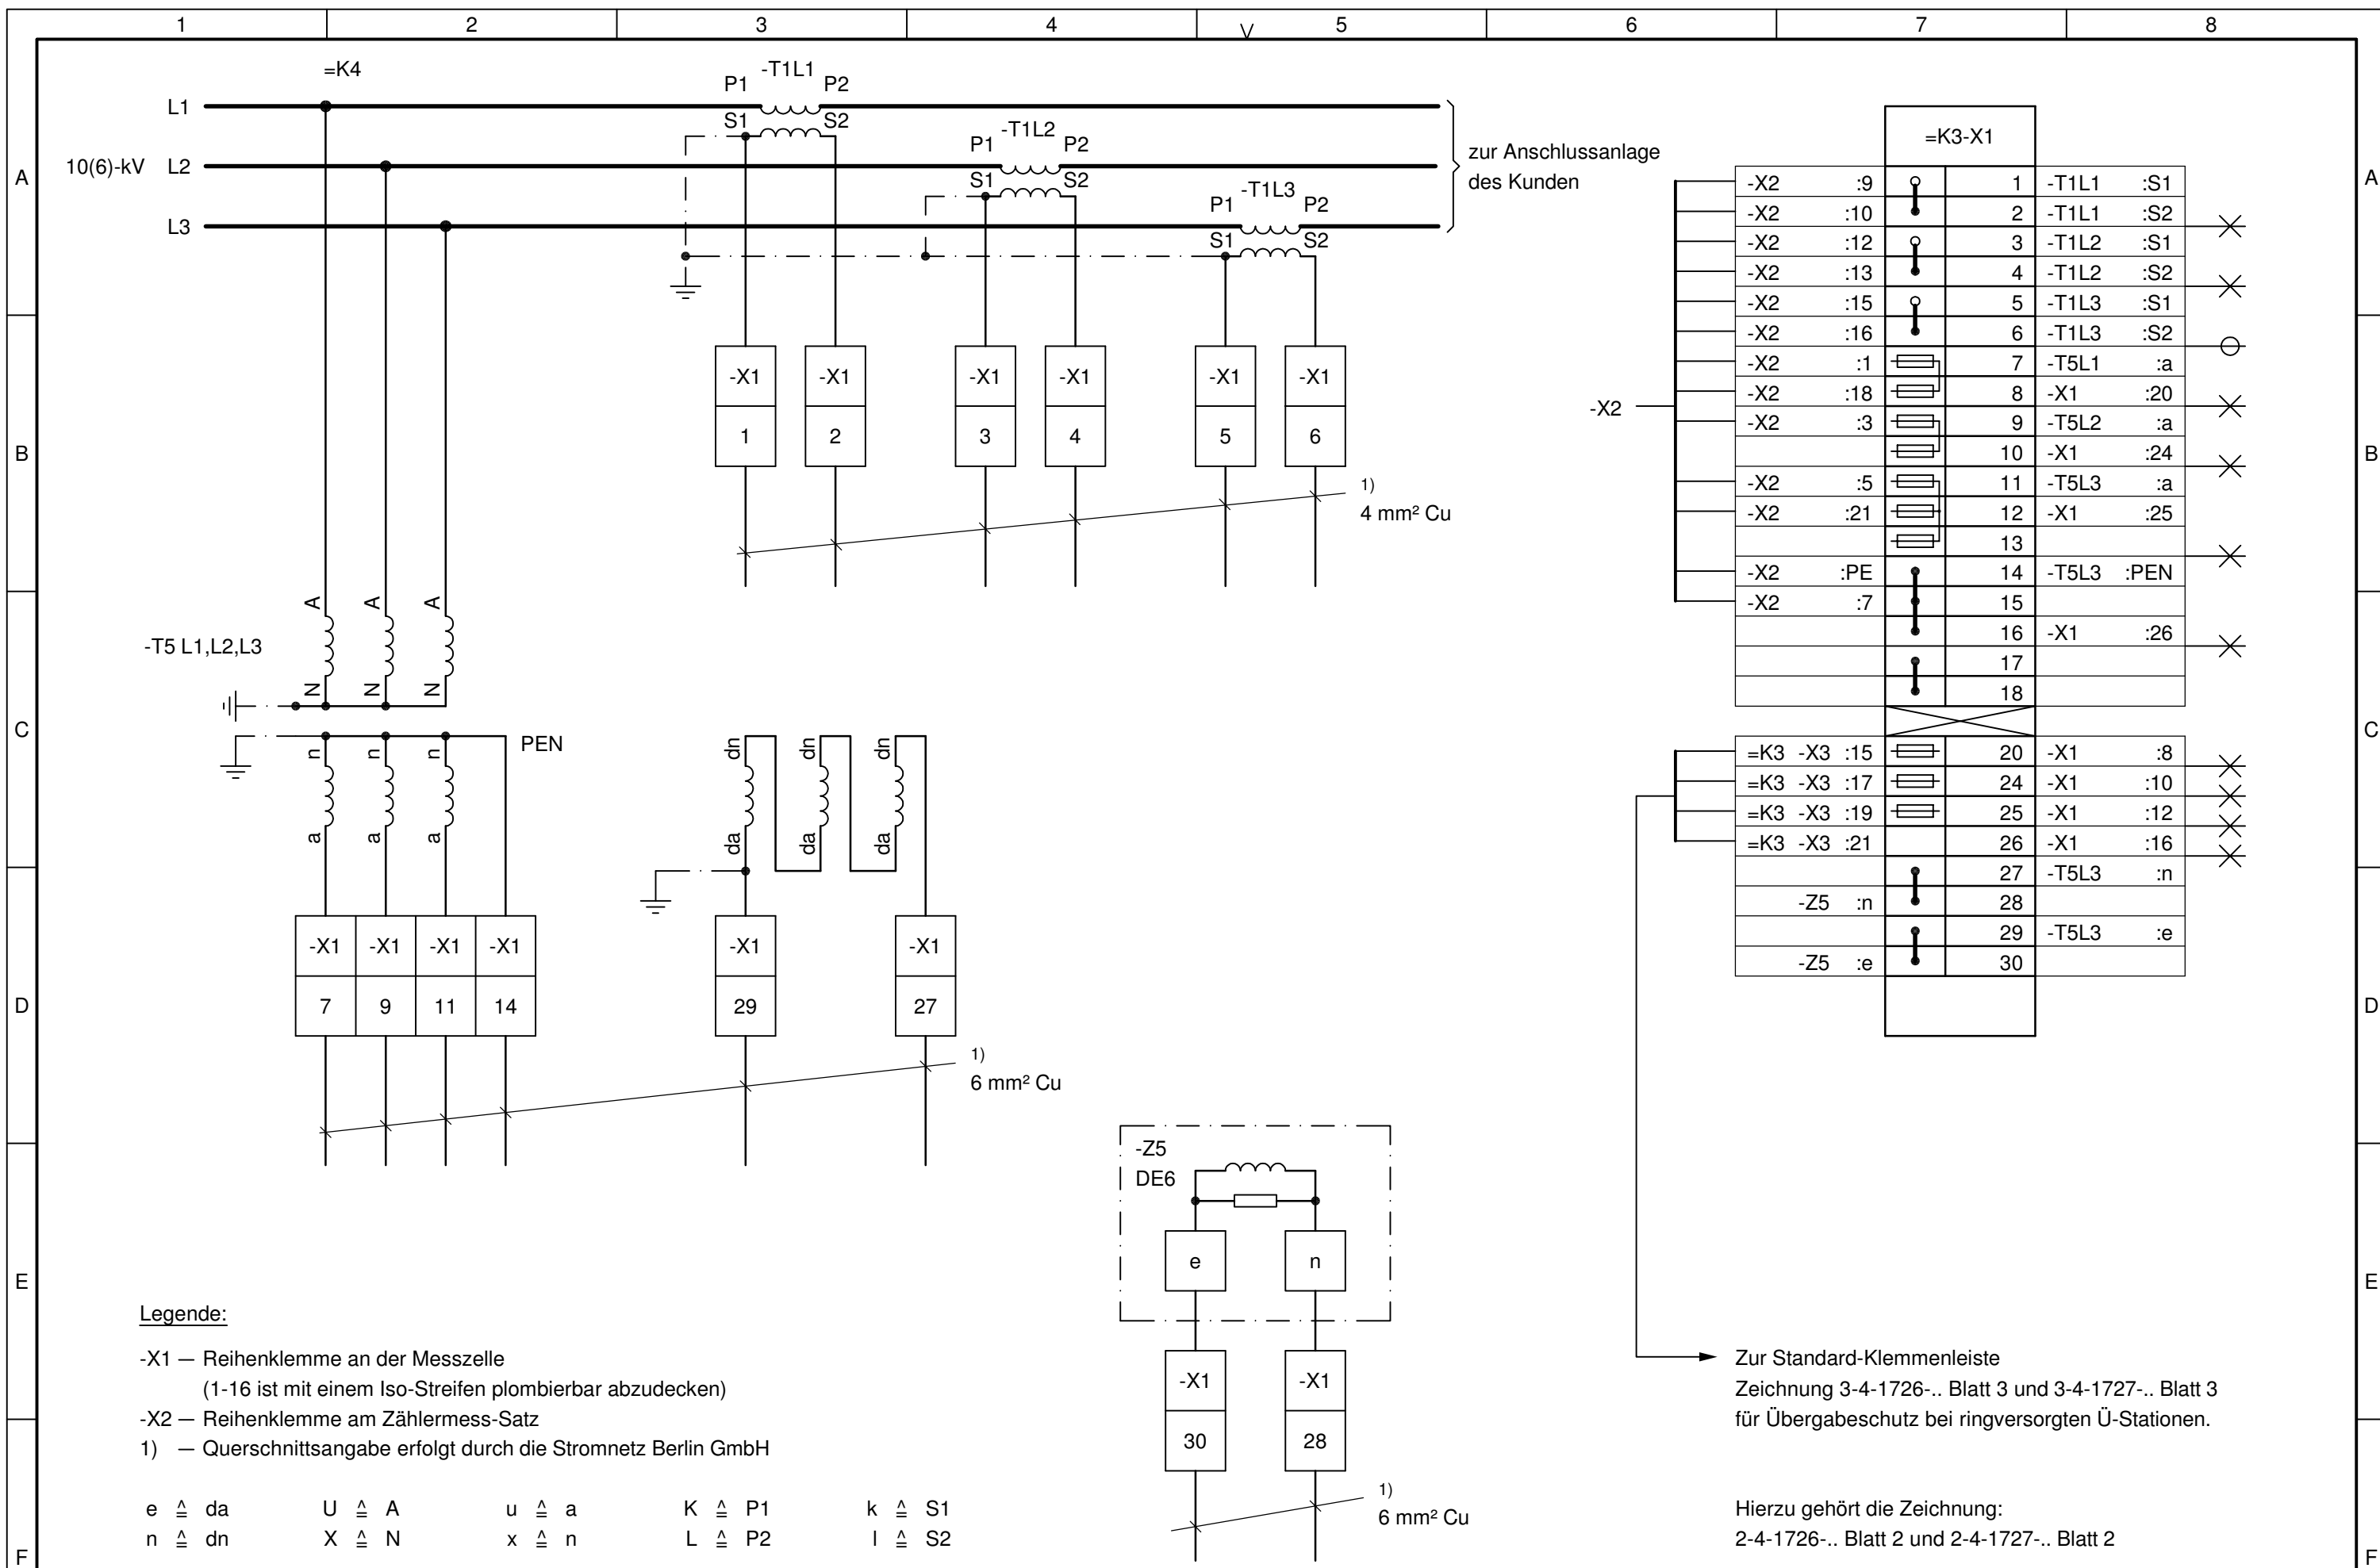 1 2 3 4 5 6 7 8
A
B
C
D
E
F
A
B
C
D
E
F
=K4
P1 -T1L1 P2
L1
S1 S2
P1 -T1L2 P2
10(6)-kV L2
S1 S2
P1 -T1L3 P2
L3
S1 S2
zur Anschlussanlage
des Kunden
-X1 -X1 -X1 -X1 -X1 -X1
1 2 3 4 5 6
1)
4 mm² Cu
A A A
-T5 L1,L2,L3
N N N
PEN
n n n
a a a
dn dn dn
da da da
-X1 -X1 -X1 -X1 -X1 -X1
7 9 11 14 29 27
1)
6 mm² Cu
-Z5
DE6
e n
-X1 -X1
30 28
1)
6 mm² Cu
=K3-X1
-X2
-X2 :9 1 -T1L1 :S1
-X2 :10 2 -T1L1 :S2
-X2 :12 3 -T1L2 :S1
-X2 :13 4 -T1L2 :S2
-X2 :15 5 -T1L3 :S1
-X2 :16 6 -T1L3 :S2
-X2 :1 7 -T5L1 :a
-X2 :18 8 -X1 :20
-X2 :3 9 -T5L2 :a
10 -X1 :24
-X2 :5 11 -T5L3 :a
-X2 :21 12 -X1 :25
13
-X2 :PE 14 -T5L3 :PEN
-X2 :7 15
16 -X1 :26
17
18
=K3 -X3 :15 20 -X1 :8
=K3 -X3 :17 24 -X1 :10
=K3 -X3 :19 25 -X1 :12
=K3 -X3 :21 26 -X1 :16
27 -T5L3 :n
-Z5 :n 28
29 -T5L3 :e
-Z5 :e 30
Legende:
-X1 — Reihenklemme an der Messzelle
(1-16 ist mit einem Iso-Streifen plombierbar abzudecken)
-X2 — Reihenklemme am Zählermess-Satz
1) — Querschnittsangabe erfolgt durch die Stromnetz Berlin GmbH
e ≙ da U ≙ A u ≙ a K ≙ P1 k ≙ S1
n ≙ dn X ≙ N x ≙ n L ≙ P2 l ≙ S2
Zur Standard-Klemmenleiste
Zeichnung 3-4-1726-.. Blatt 3 und 3-4-1727-.. Blatt 3
für Übergabeschutz bei ringversorgten Ü-Stationen.
Hierzu gehört die Zeichnung:
2-4-1726-.. Blatt 2 und 2-4-1727-.. Blatt 2